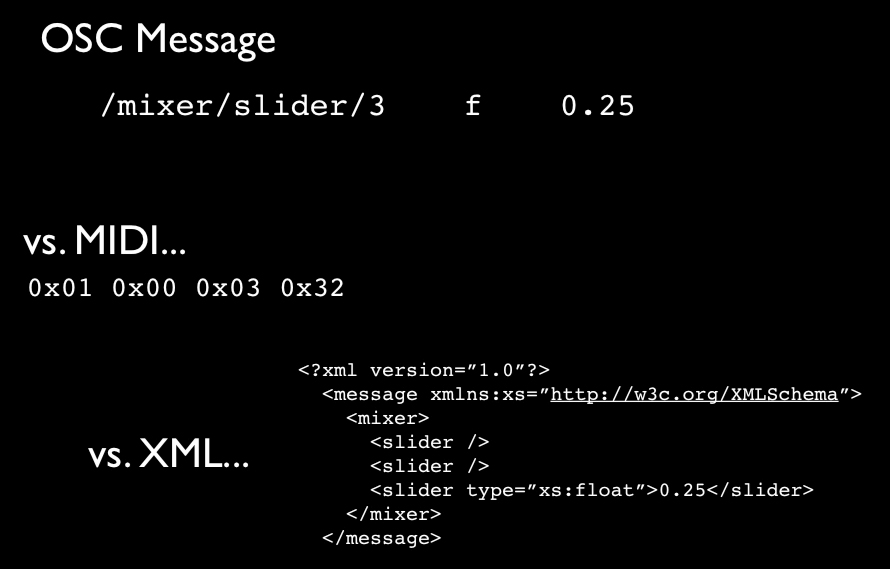 OSC Message
/mixer/slider/3 f 0.25
vs. MIDI...
0x01 0x00 0x03 0x32
vs. XML...
<?xml version=”1.0”?>
<message xmlns:xs=”http://w3c.org/XMLSchema”>
<mixer>
<slider />
<slider />
<slider type=”xs:float”>0.25</slider>
</mixer>
</message>